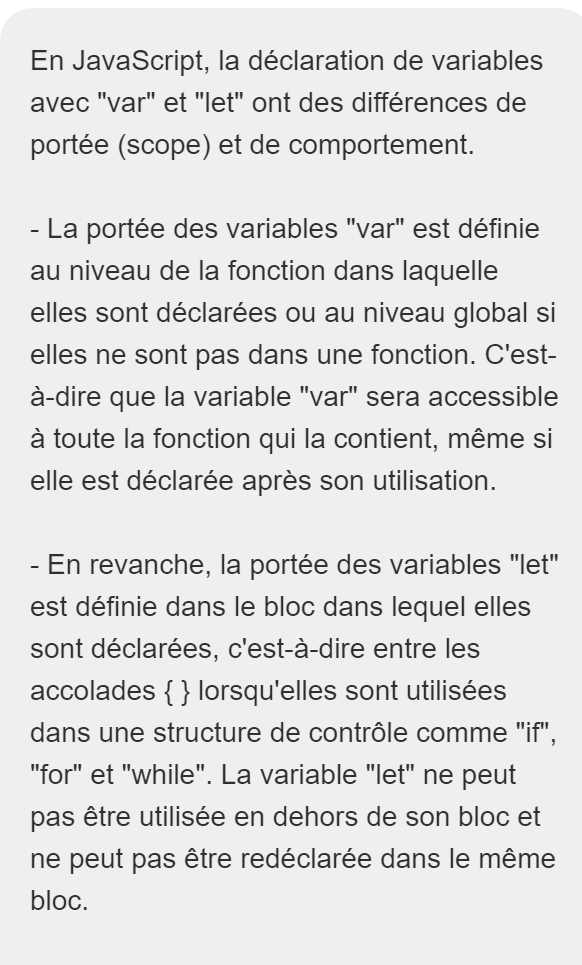 En JavaScript, la déclaration de variables
avec "var" et "let" ont des différences de
portée (scope) et de comportement.

- La portée des variables "var" est définie
au niveau de la fonction dans laquelle
elles sont déclarées ou au niveau global si
elles ne sont pas dans une fonction. C'est-
à-dire que la variable "var" sera accessible
à toute la fonction qui la contient, même si
elle est déclarée après son utilisation.

- En revanche, la portée des variables "let"
est définie dans le bloc dans lequel elles
sont déclarées, c'est-à-dire entre les
accolades { } lorsqu'elles sont utilisées
dans une structure de contrôle comme "if",
"for" et "while". La variable "let" ne peut
pas être utilisée en dehors de son bloc et
ne peut pas être redéclarée dans le même
bloc.